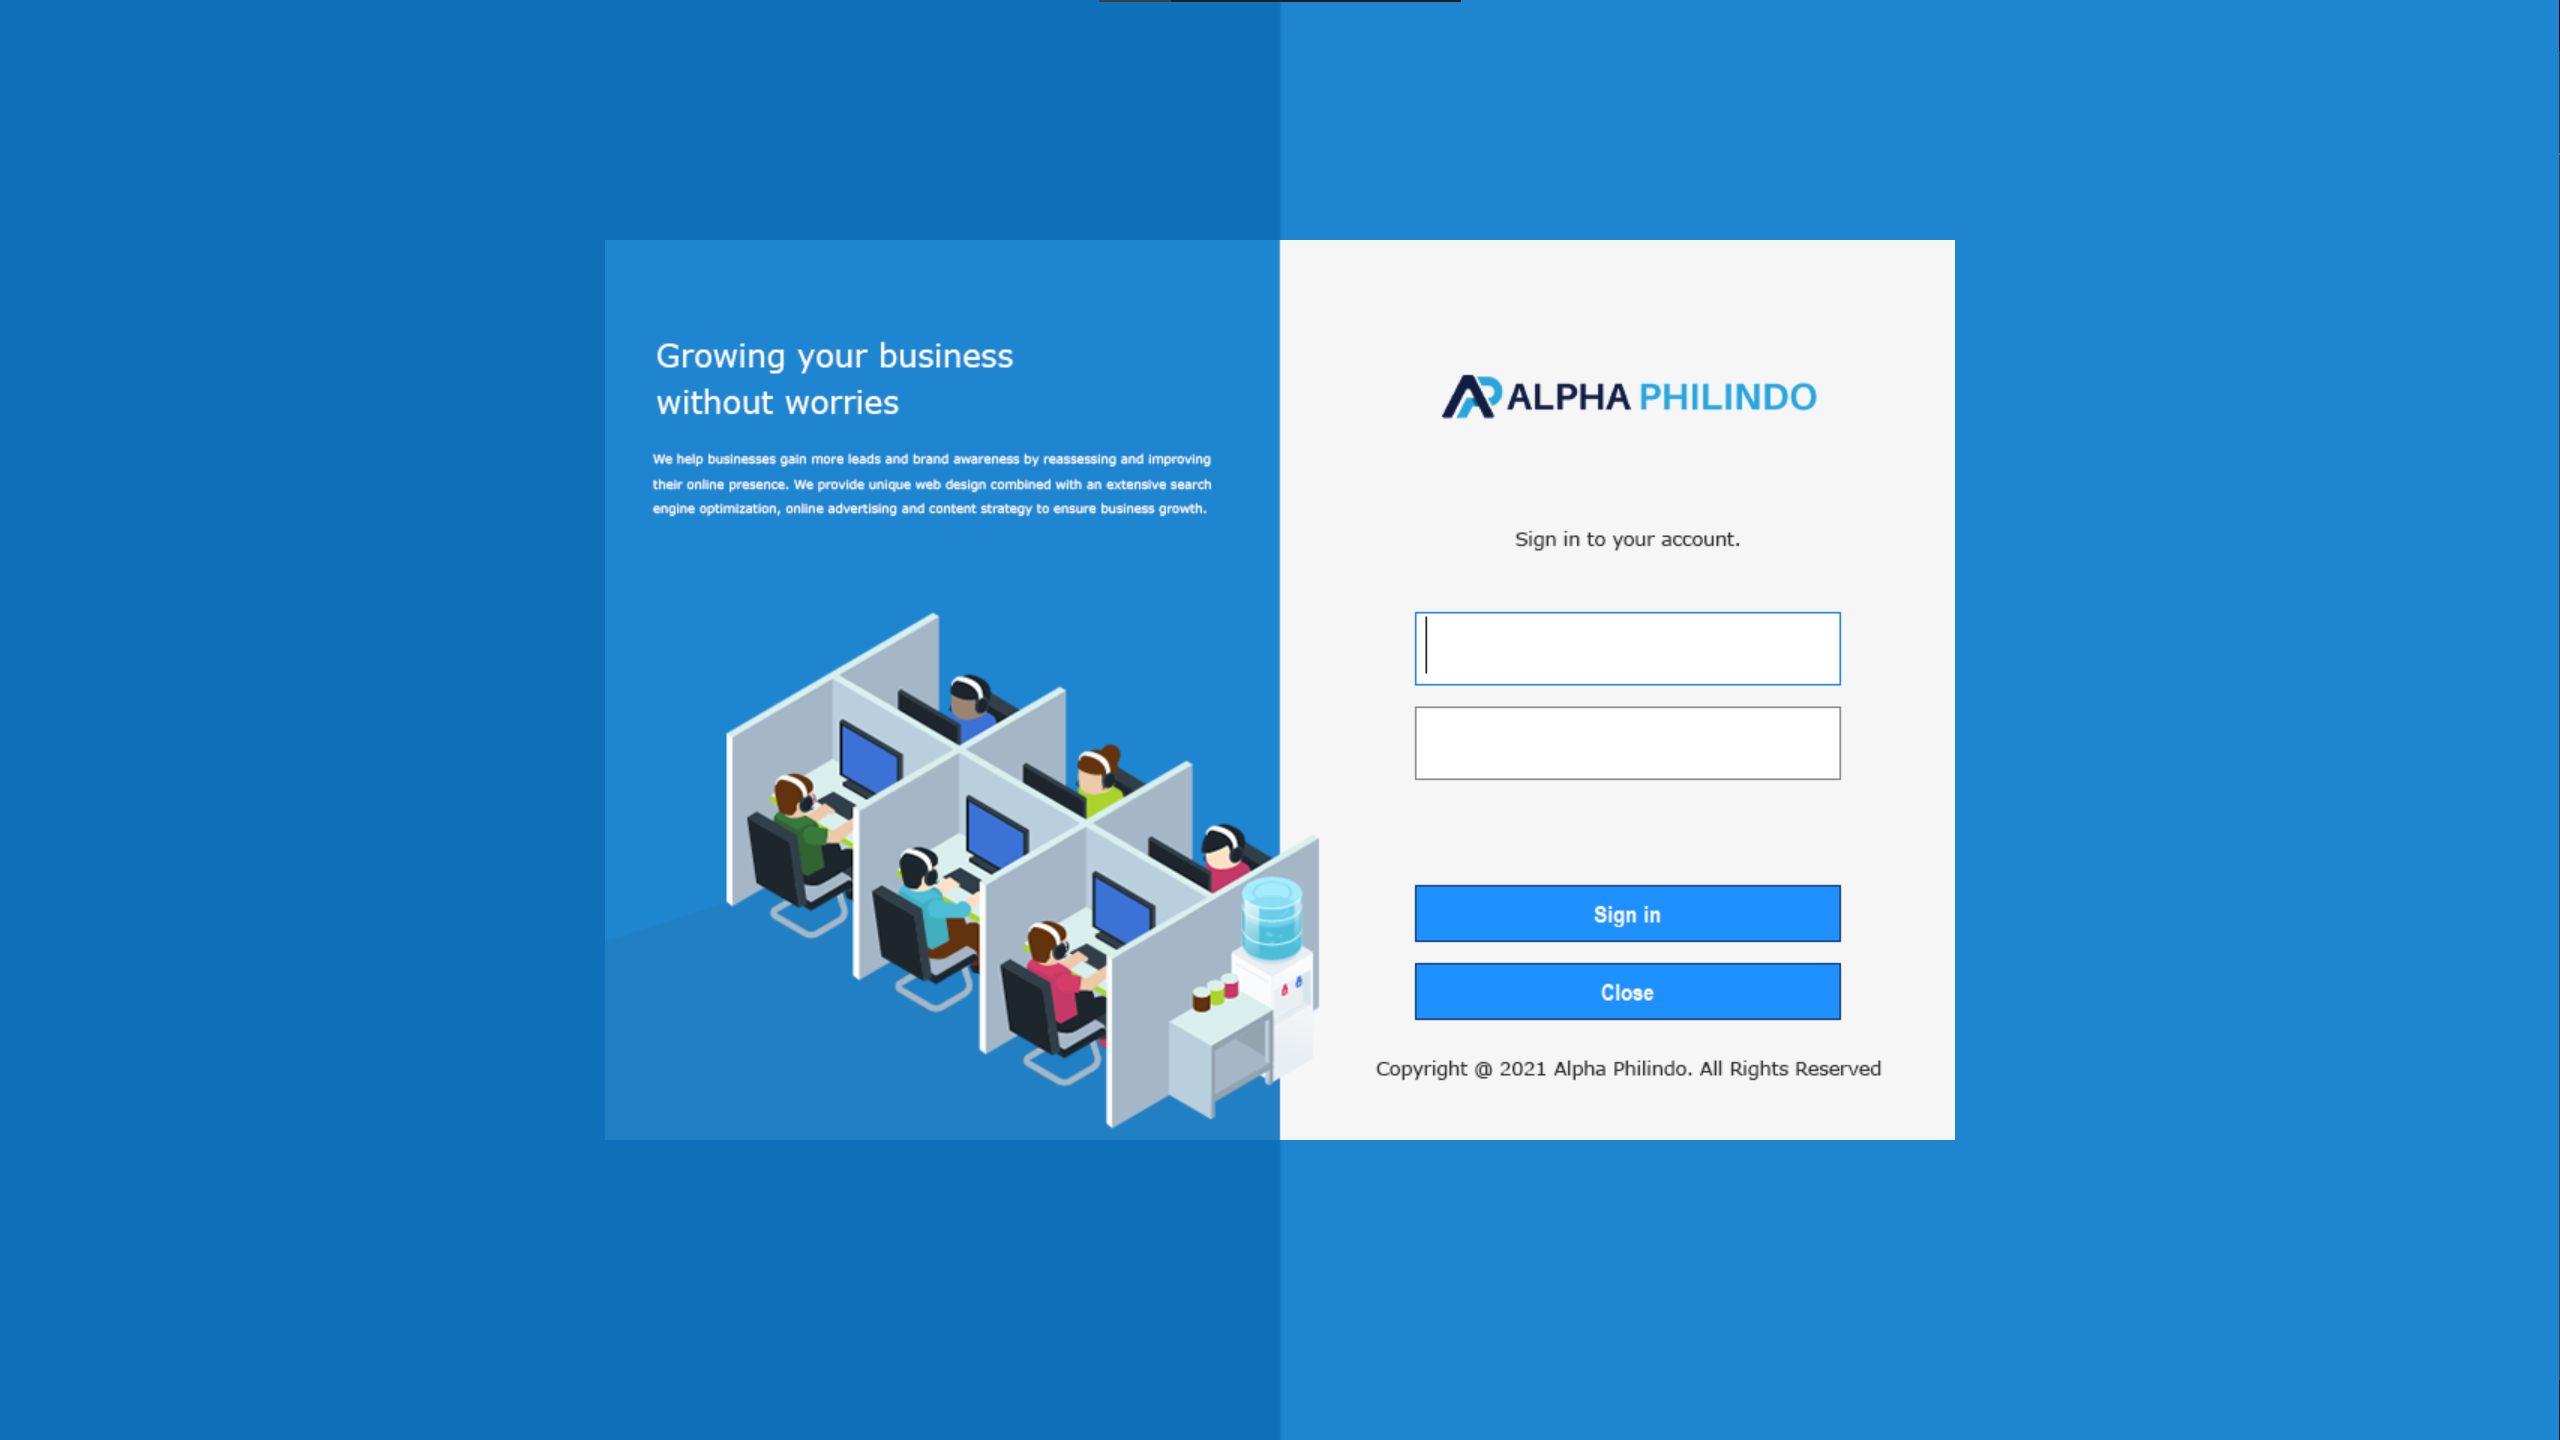 Growing your business
without worries
We help businesses gain more leads and brand awareness by reassessing and improving
their online presence. We provide unique web design combined with an extensive search
engine optimization, online advertising and content strategy to ensure business growth.
ALPHA PHILINDO
Sign in to your account.
Sign in
Close
Copyright @ 2021 Alpha Philindo. All Rights Reserved